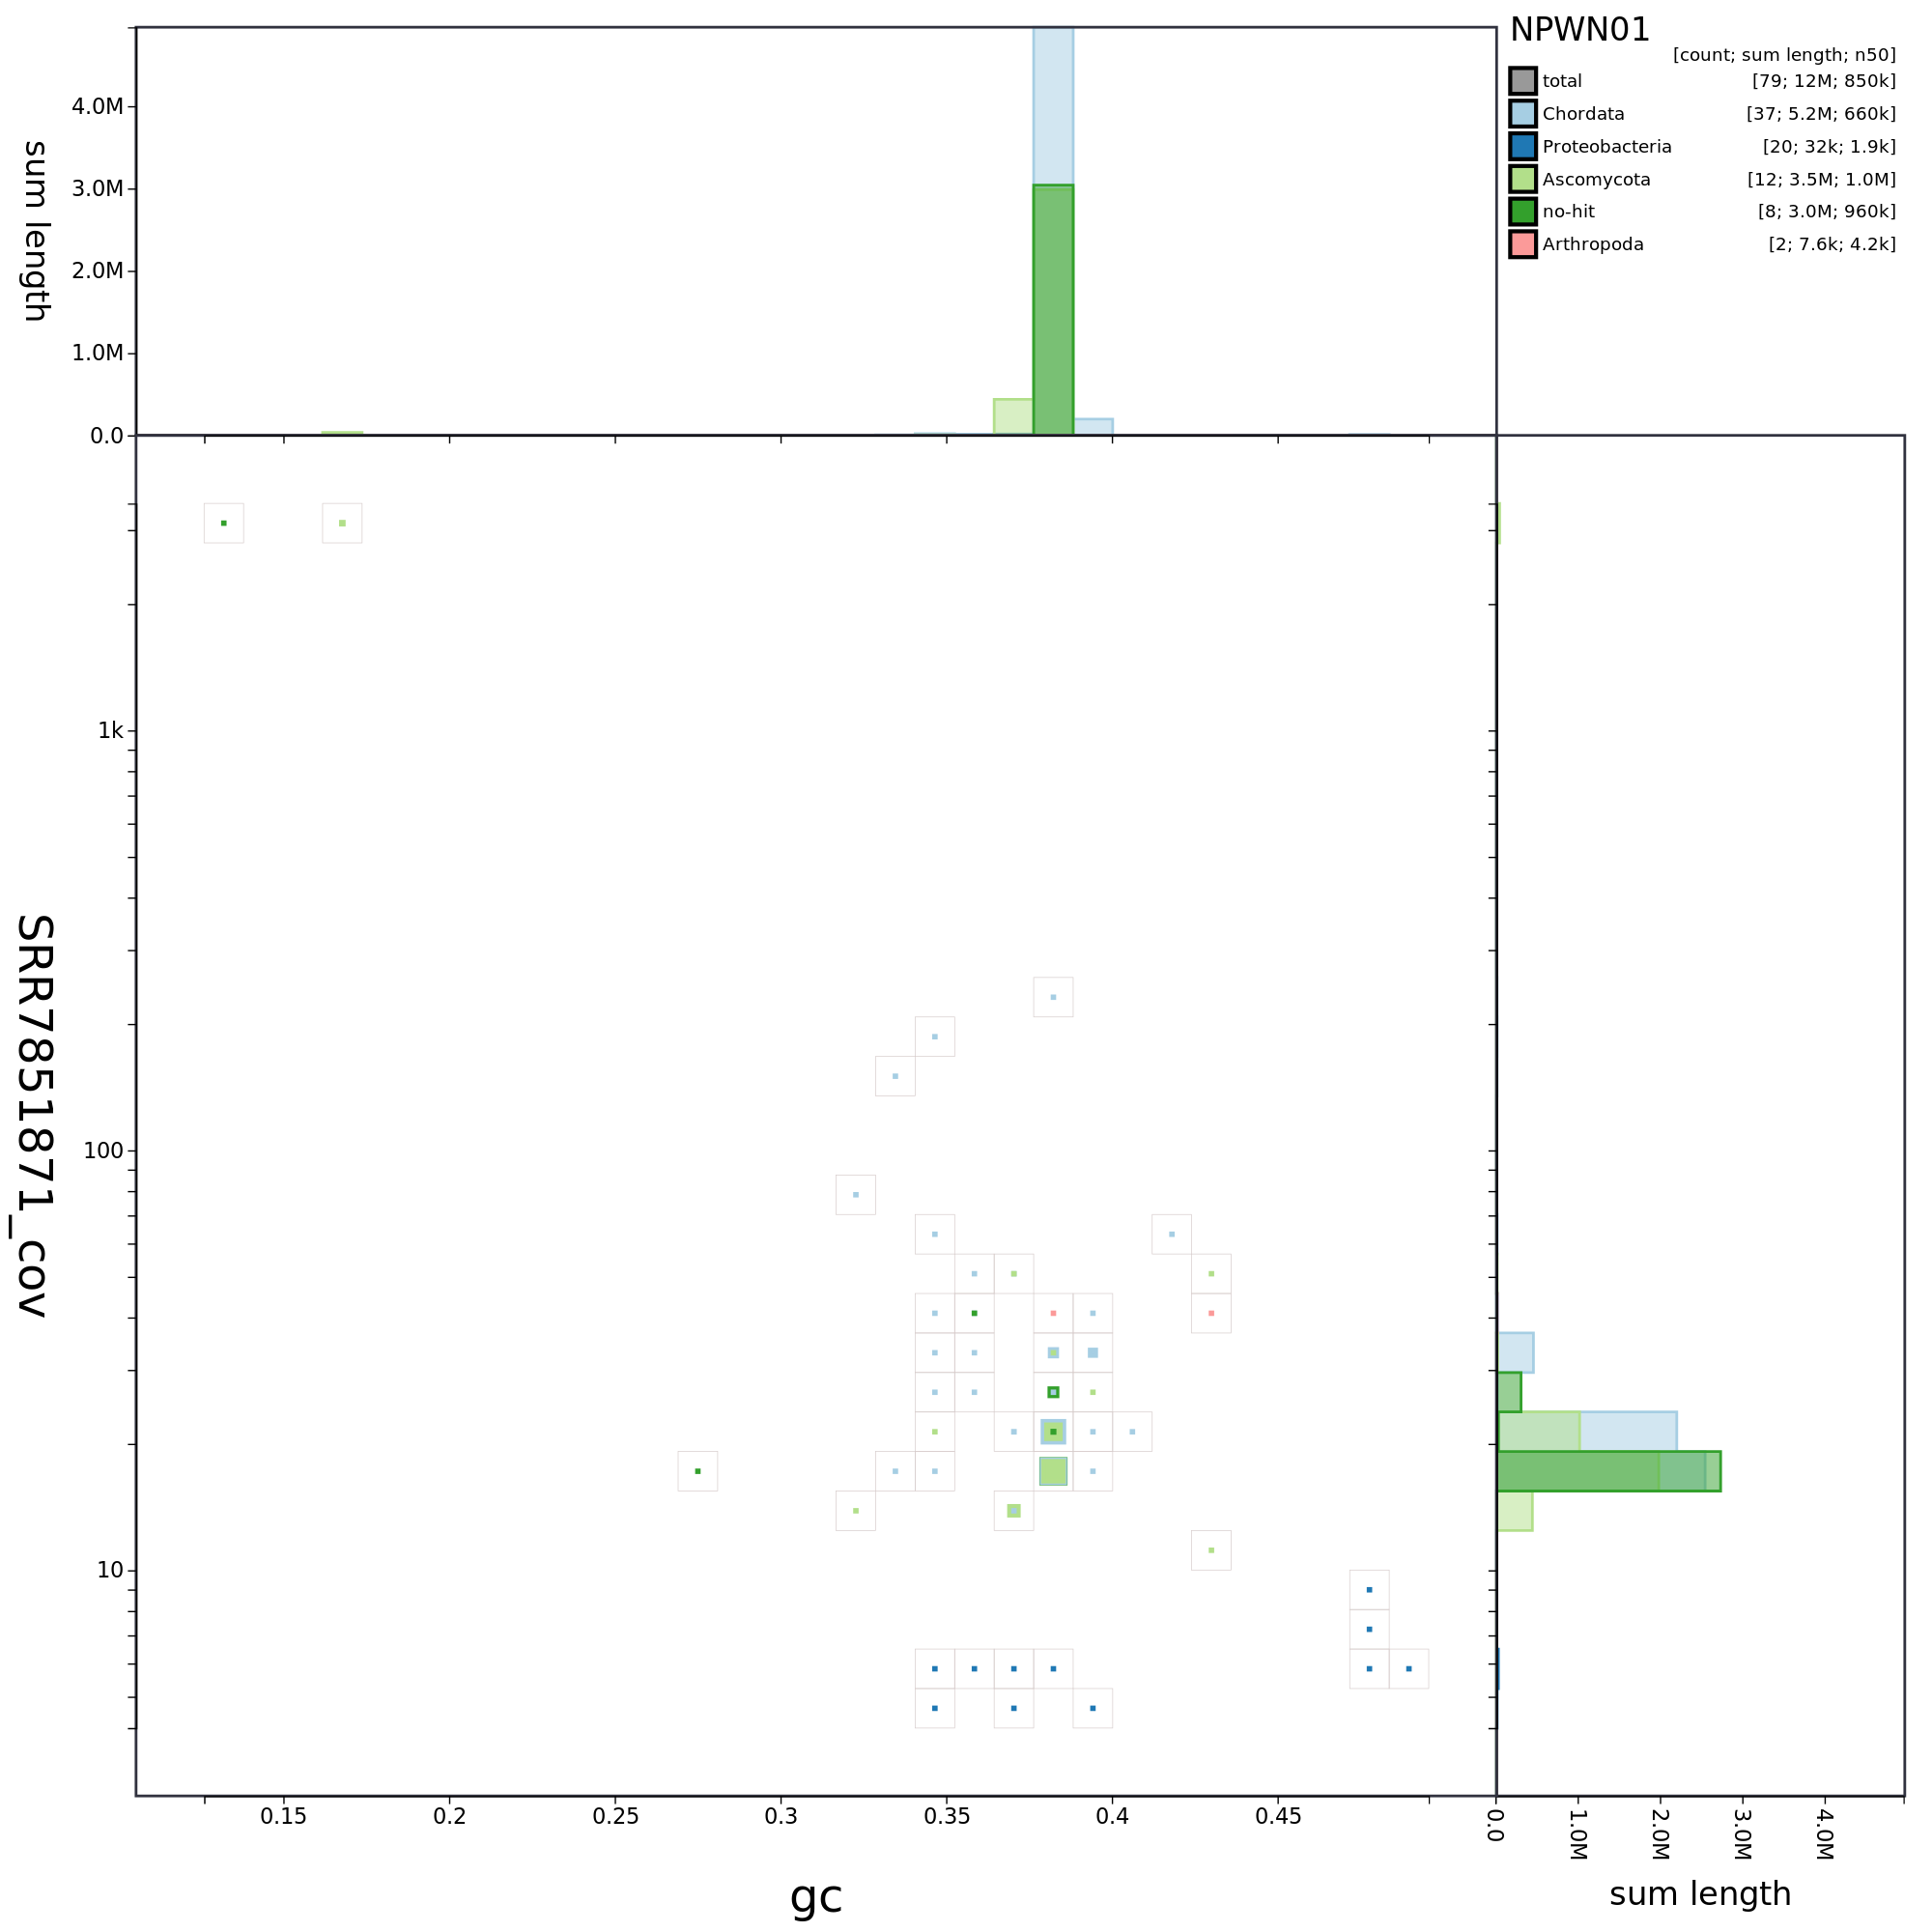 NPWN01
[count; sum length; n50]
total [79; 12M; 850k]
Chordata [37; 5.2M; 660k]
Proteobacteria [20; 32k; 1.9k]
Ascomycota [12; 3.5M; 1.0M]
no-hit [8; 3.0M; 960k]
Arthropoda [2; 7.6k; 4.2k]
sum length
4.0M
3.0M
2.0M
1.0M
0.0
SRR7851871_cov
1k
100
10
0.15 0.2 0.25 0.3 0.35 0.4 0.45
gc
0.0 1.0M 2.0M 3.0M 4.0M
sum length